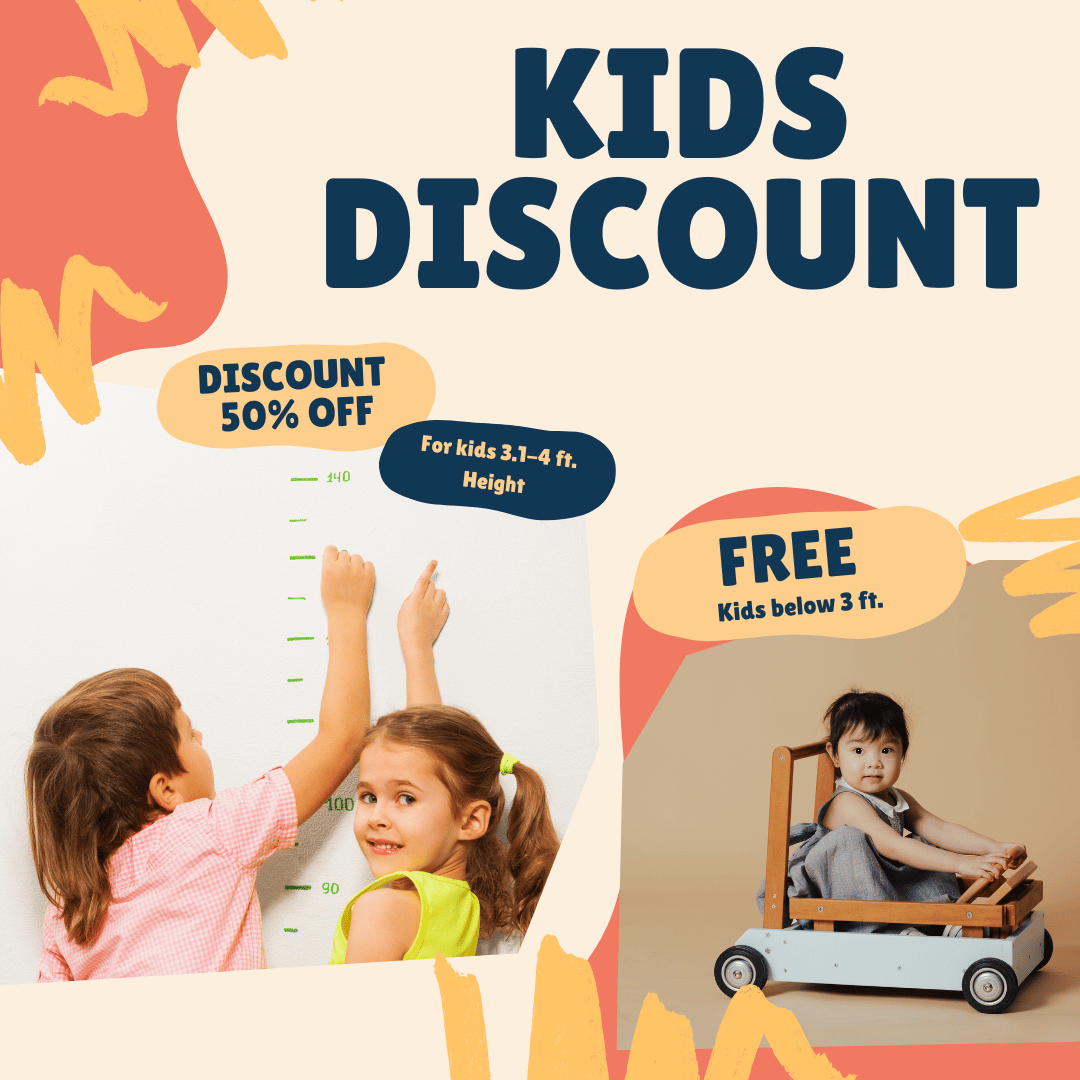 KIDS
DISCOUNT
DISCOUNT
50% OFF
For kids 3.1–4 ft.
Height
140
FREE
Kids below 3 ft.
100
90